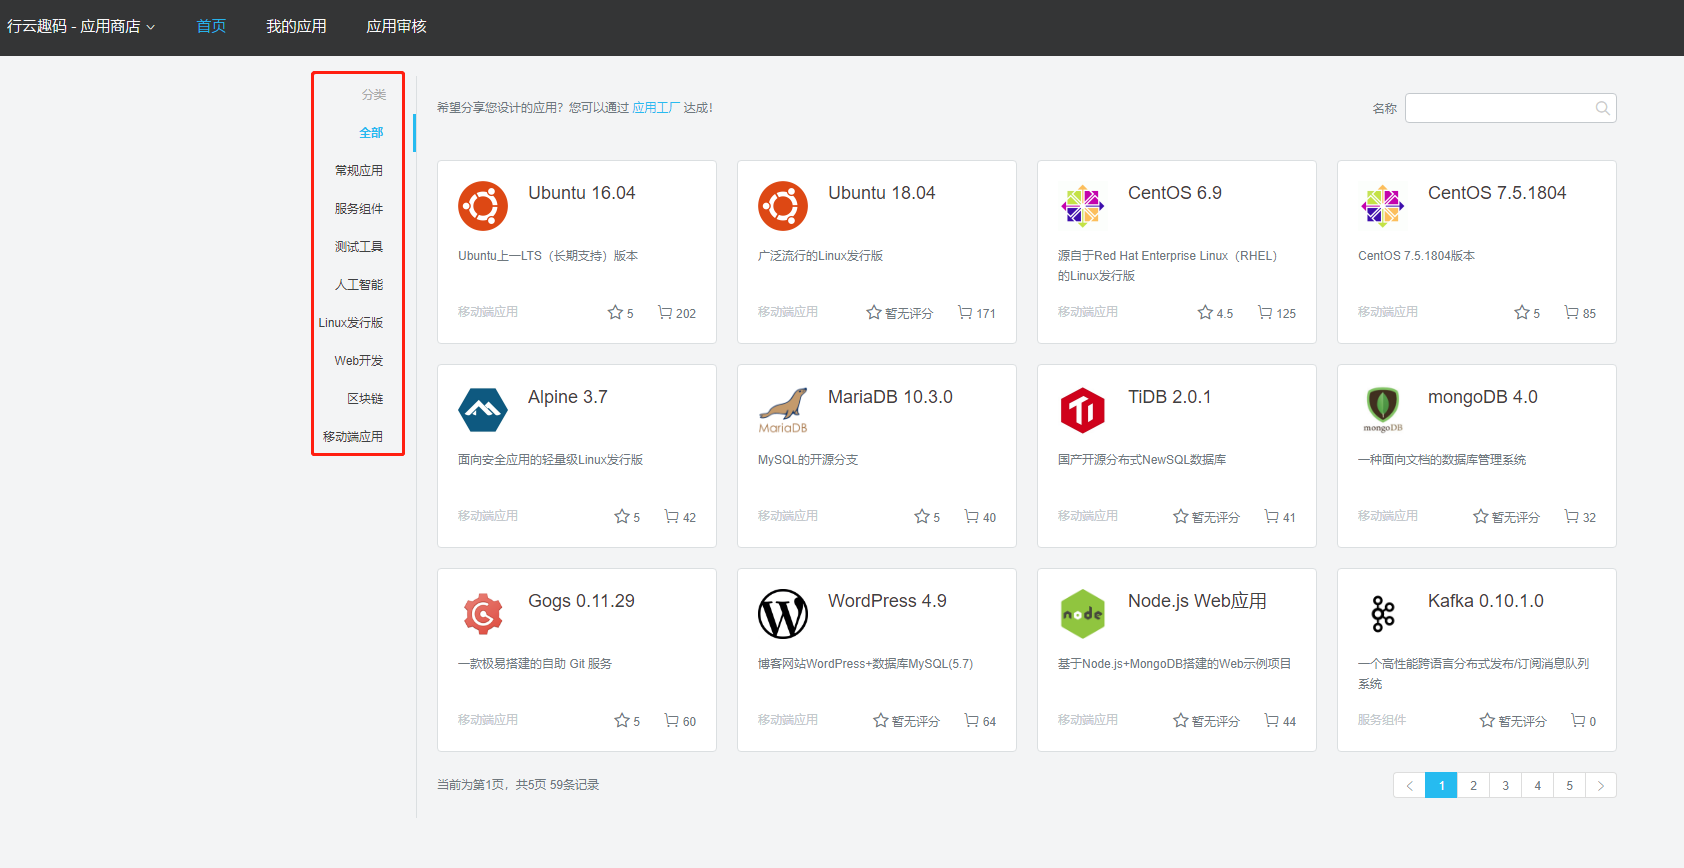 行云趣码 - 应用商店 首页 我的应用 应用审核
分类
全部
常规应用
服务组件
测试工具
人工智能
Linux发行版
Web开发
区块链
移动端应用
希望分享您设计的应用？您可以通过 应用工厂 达成！
名称
Ubuntu 16.04
Ubuntu上一LTS（长期支持）版本
移动端应用 5 202
Ubuntu 18.04
广泛流行的Linux发行版
移动端应用 暂无评分 171
CentOS 6.9
源自于Red Hat Enterprise Linux（RHEL）
的Linux发行版
移动端应用 4.5 125
CentOS 7.5.1804
CentOS 7.5.1804版本
移动端应用 5 85
Alpine 3.7
面向安全应用的轻量级Linux发行版
移动端应用 5 42
MariaDB
MariaDB 10.3.0
MySQL的开源分支
移动端应用 5 40
TiDB 2.0.1
国产开源分布式NewSQL数据库
移动端应用 暂无评分 41
mongoDB
mongoDB 4.0
一种面向文档的数据库管理系统
移动端应用 暂无评分 32
Gogs 0.11.29
一款极易搭建的自助 Git 服务
移动端应用 5 60
WordPress 4.9
博客网站WordPress+数据库MySQL(5.7)
移动端应用 暂无评分 64
node
Node.js Web应用
基于Node.js+MongoDB搭建的Web示例项目
移动端应用 暂无评分 44
Kafka 0.10.1.0
一个高性能跨语言分布式发布/订阅消息队列
系统
服务组件 暂无评分 0
当前为第1页，共5页 59条记录
< 1 2 3 4 5 >